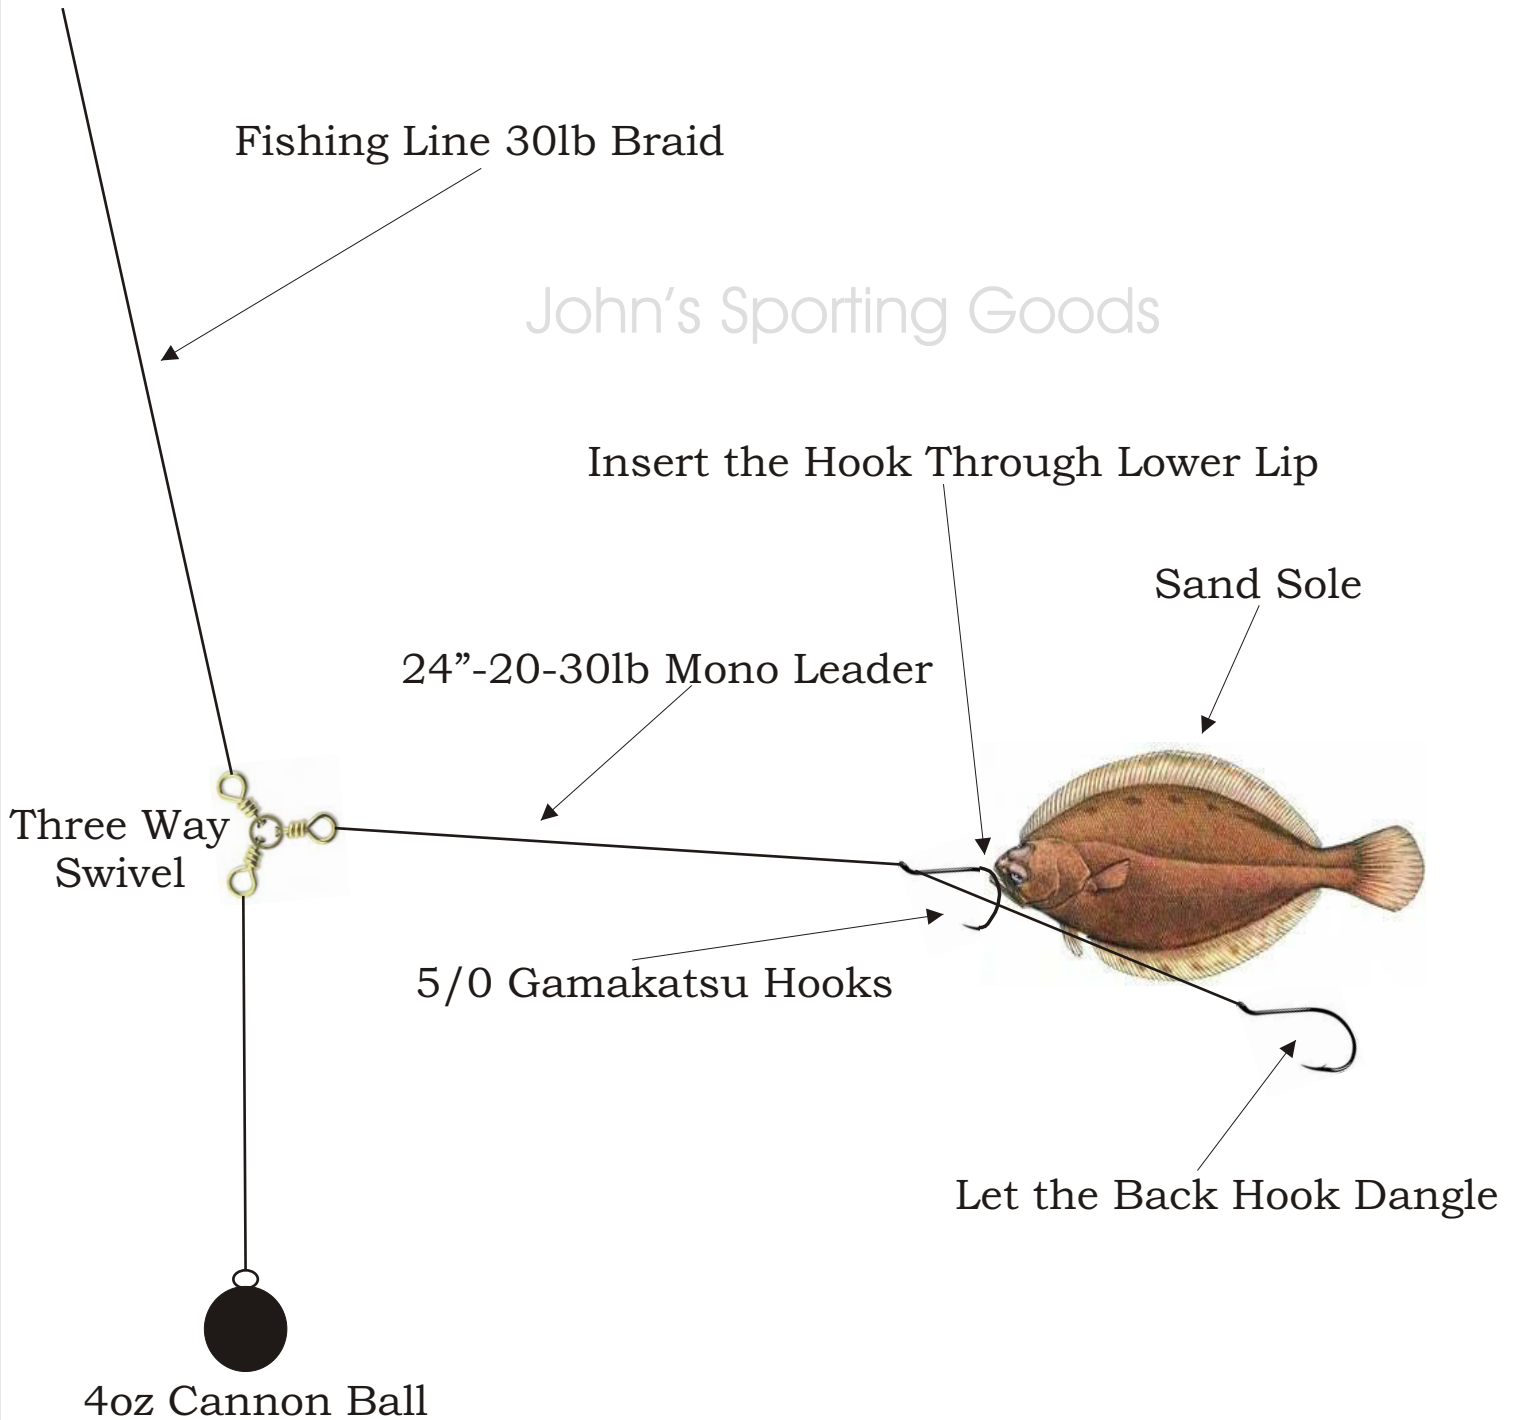 Fishing Line 30lb Braid
John's Sporting Goods
Insert the Hook Through Lower Lip
Sand Sole
24”-20-30lb Mono Leader
Three Way
Swivel
5/0 Gamakatsu Hooks
Let the Back Hook Dangle
4oz Cannon Ball